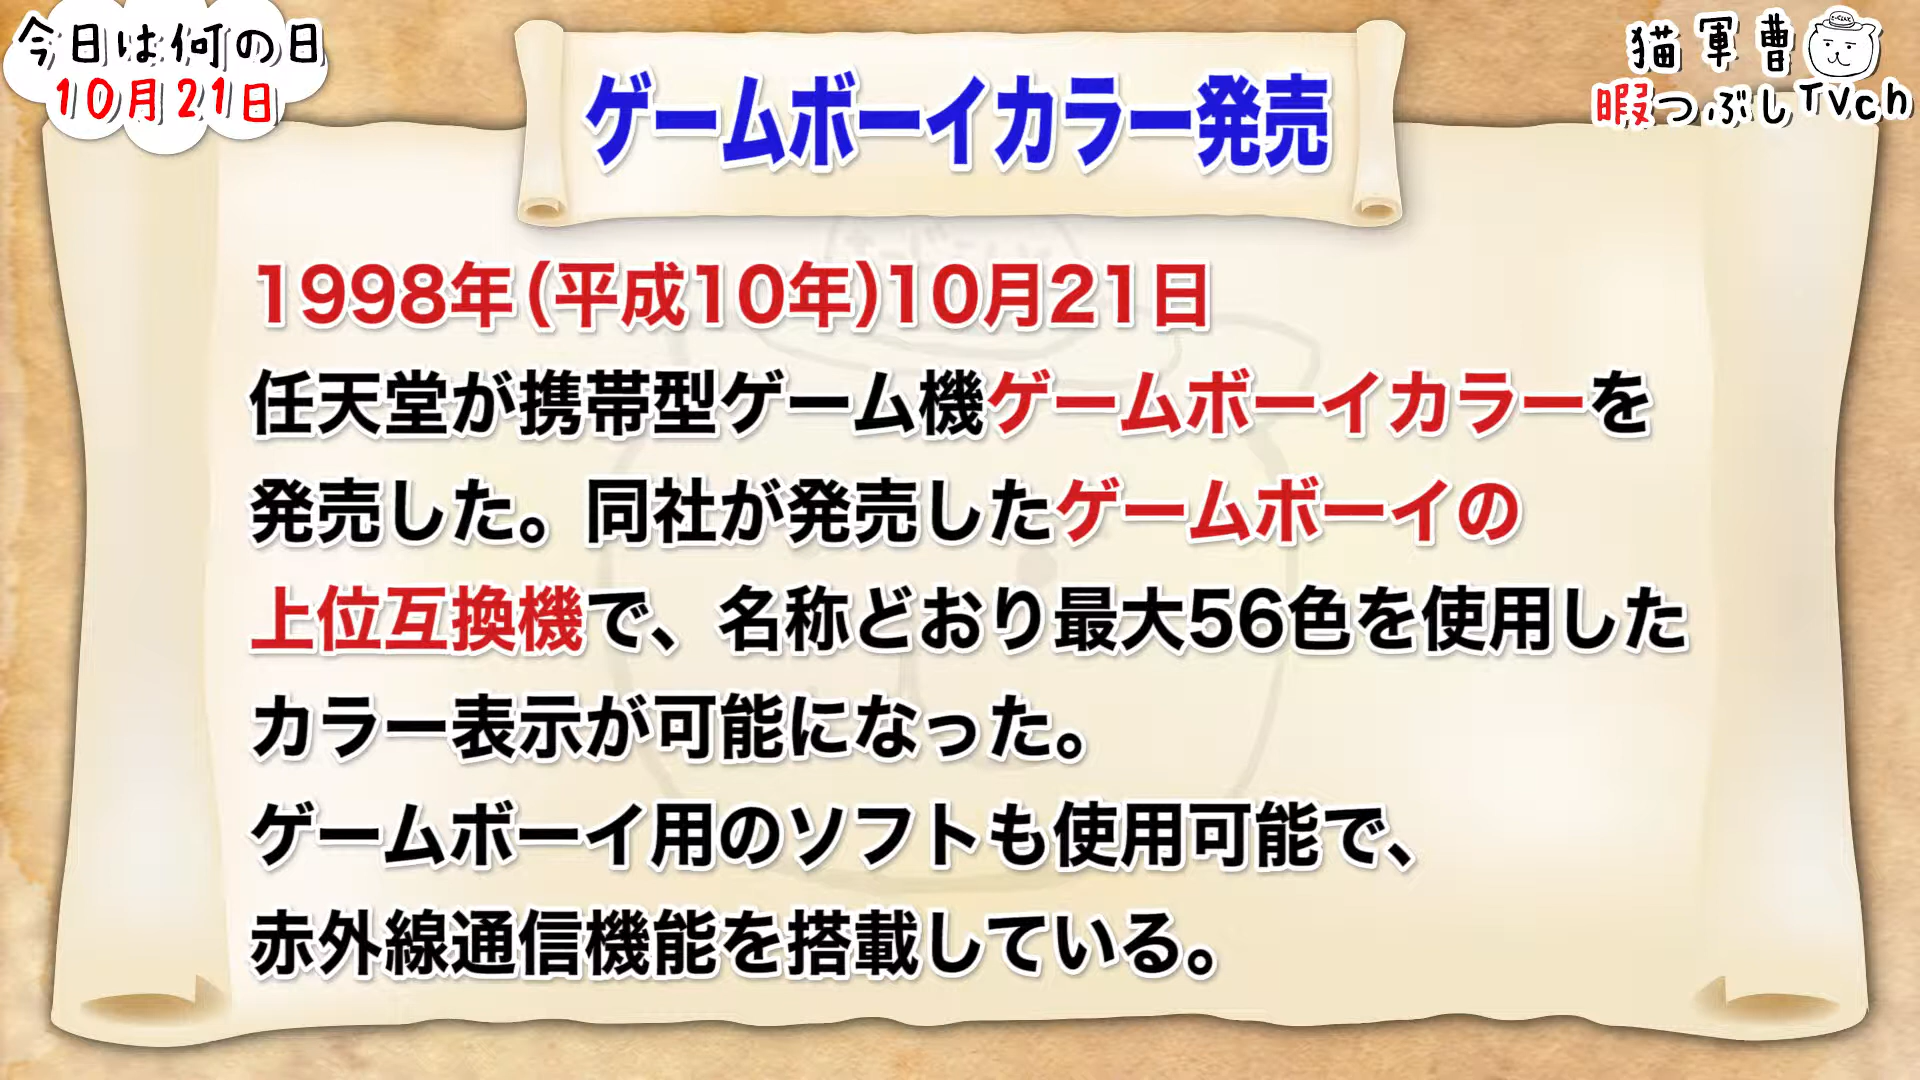 今日は何の日
10月21日
ゲームボーイカラー発売
猫軍曹
暇つぶしTVch
1998年(平成10年)10月21日
任天堂が携帯型ゲーム機ゲームボーイカラーを
発売した。同社が発売したゲームボーイの
上位互換機で、名称どおり最大56色を使用した
カラー表示が可能になった。
ゲームボーイ用のソフトも使用可能で、
赤外線通信機能を搭載している。